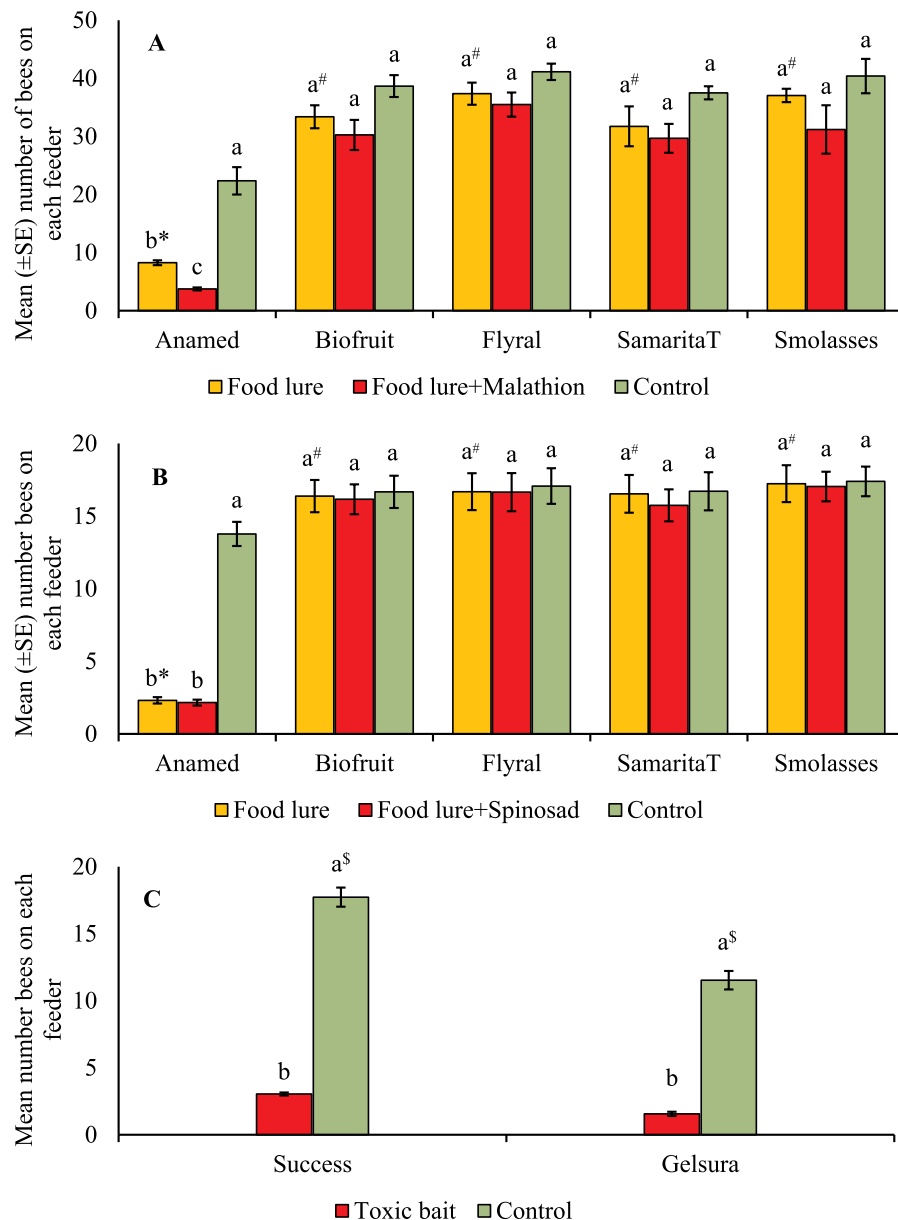 A
Mean (±SE) number of bees on
each feeder
50
40
30
20
10
0
b* c a
a# a a
a# a a
a# a a
a# a a
Anamed Biofruit Flyral SamaritaT Smolasses
Food lure Food lure+Malathion Control
B
Mean (±SE) number bees on
each feeder
20
15
10
5
0
b* b a
a# a a
a# a a
a# a a
a# a a
Anamed Biofruit Flyral SamaritaT Smolasses
Food lure Food lure+Spinosad Control
C
Mean number bees on each
feeder
20
15
10
5
0
b a$
b a$
Success Gelsura
Toxic bait Control